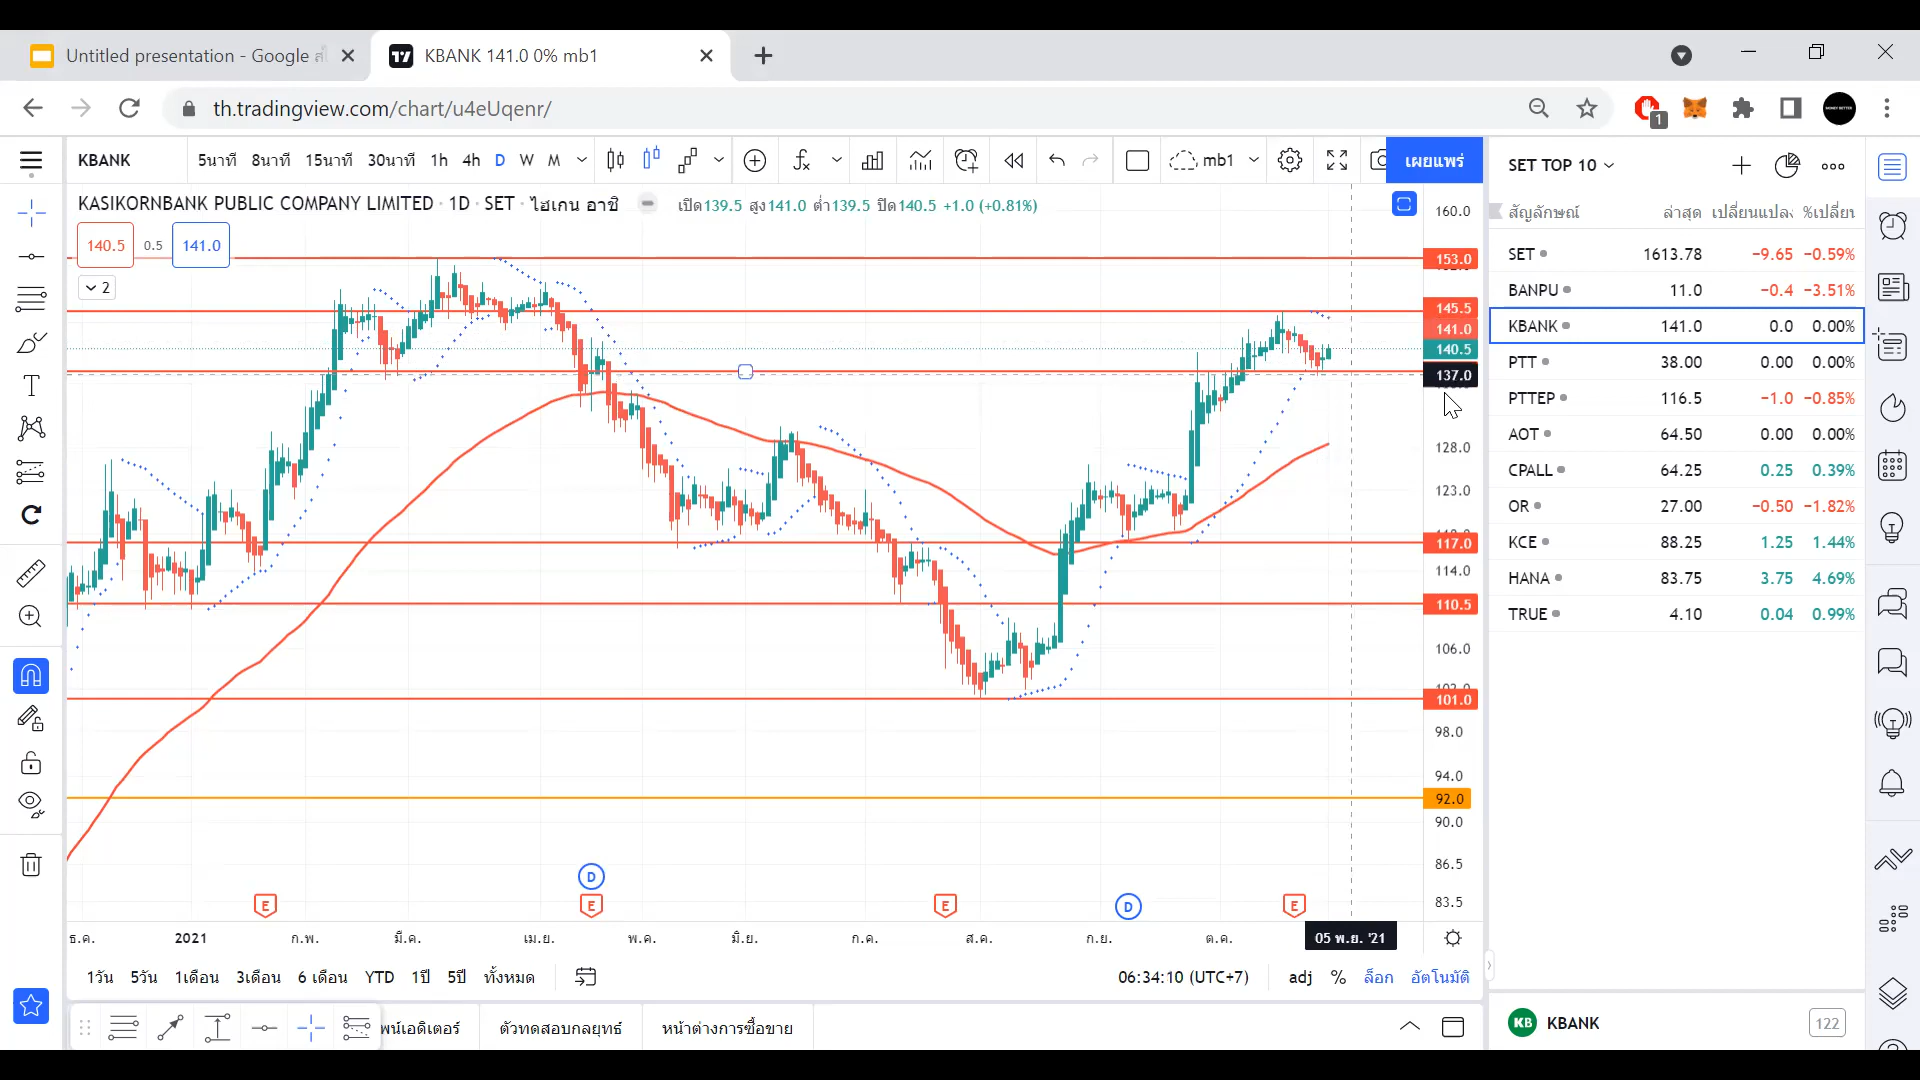 Untitled presentation - Google ส
KBANK 141.0 0% mb1
th.tradingview.com/chart/u4eUqenr/
1
KBANK
5นาที 8นาที 15นาที 30นาที 1h 4h D W M
mb1
เผยแพร่
KASIKORNBANK PUBLIC COMPANY LIMITED · 1D · SET · ไฮเกน อาชิ
เปิด139.5 สูง141.0 ต่ำ139.5 ปิด140.5 +1.0 (+0.81%)
140.5 0.5 141.0
2
160.0
153.0
145.5
141.0
140.5
137.0
128.0
123.0
117.0
114.0
110.5
106.0
101.0
98.0
94.0
92.0
90.0
86.5
83.5
D
E E E D E
ธ.ค. 2021 ก.พ. มี.ค. เม.ย. พ.ค. มิ.ย. ก.ค. ส.ค. ก.ย. ต.ค. 05 พ.ย. '21
1วัน 5วัน 1เดือน 3เดือน 6 เดือน YTD 1ปี 5ปี ทั้งหมด
06:34:10 (UTC+7) adj % ล็อก อัตโนมัติ
พน์เอดิเตอร์ ตัวทดสอบกลยุทธ์ หน้าต่างการซื้อขาย
SET TOP 10
สัญลักษณ์ ล่าสุด เปลี่ยนแปลง %เปลี่ยน
SET 1613.78 −9.65 −0.59%
BANPU 11.0 −0.4 −3.51%
KBANK 141.0 0.0 0.00%
PTT 38.00 0.00 0.00%
PTTEP 116.5 −1.0 −0.85%
AOT 64.50 0.00 0.00%
CPALL 64.25 0.25 0.39%
OR 27.00 −0.50 −1.82%
KCE 88.25 1.25 1.44%
HANA 83.75 3.75 4.69%
TRUE 4.10 0.04 0.99%
KB KBANK 122